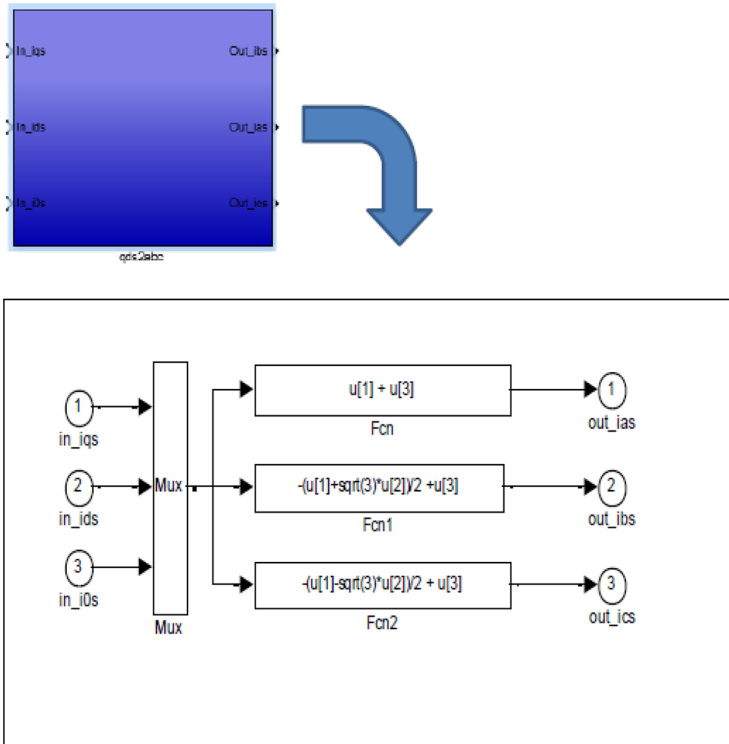 In_iqs Out_ibs
In_ids Out_ias
In_i0s Out_ics
qds2abc
u[1] + u[3]
1 1
Fcn
in_iqs out_ias
2 Mux -(u[1]+sqrt(3)*u[2])/2 +u[3] 2
in_ids Fcn1 out_ibs
3 -(u[1]-sqrt(3)*u[2])/2 + u[3] 3
in_i0s out_ics
Mux Fcn2